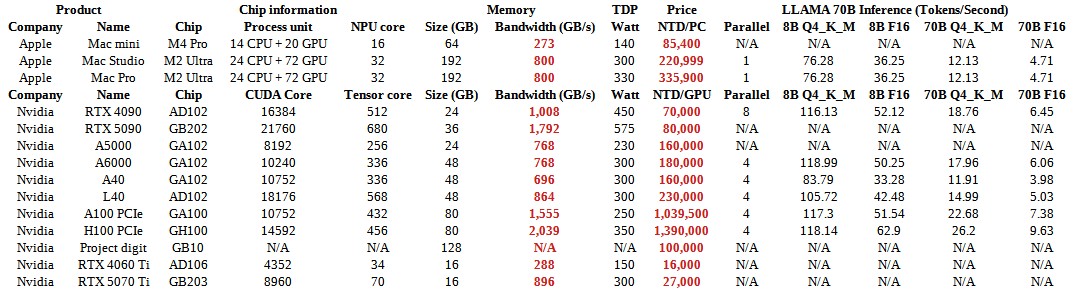 Product Chip information Memory TDP Price LLAMA 70B Inference (Tokens/Second)
Company Name Chip Process unit NPU core Size (GB) Bandwidth (GB/s) Watt NTD/PC Parallel 8B Q4_K_M 8B F16 70B Q4_K_M 70B F16
Apple Mac mini M4 Pro 14 CPU + 20 GPU 16 64 273 140 85,400 N/A N/A N/A N/A N/A
Apple Mac Studio M2 Ultra 24 CPU + 72 GPU 32 192 800 300 220,999 1 76.28 36.25 12.13 4.71
Apple Mac Pro M2 Ultra 24 CPU + 72 GPU 32 192 800 330 335,900 1 76.28 36.25 12.13 4.71
Company Name Chip CUDA Core Tensor core Size (GB) Bandwidth (GB/s) Watt NTD/GPU Parallel 8B Q4_K_M 8B F16 70B Q4_K_M 70B F16
Nvidia RTX 4090 AD102 16384 512 24 1,008 450 70,000 8 116.13 52.12 18.76 6.45
Nvidia RTX 5090 GB202 21760 680 36 1,792 575 80,000 N/A N/A N/A N/A N/A
Nvidia A5000 GA102 8192 256 24 768 230 160,000 N/A N/A N/A N/A N/A
Nvidia A6000 GA102 10240 336 48 768 300 180,000 4 118.99 50.25 17.96 6.06
Nvidia A40 GA102 10752 336 48 696 300 160,000 4 83.79 33.28 11.91 3.98
Nvidia L40 AD102 18176 568 48 864 300 230,000 4 105.72 42.48 14.99 5.03
Nvidia A100 PCIe GA100 10752 432 80 1,555 250 1,039,500 4 117.3 51.54 22.68 7.38
Nvidia H100 PCIe GH100 14592 456 80 2,039 350 1,390,000 4 118.14 62.9 26.2 9.63
Nvidia Project digit GB10 N/A N/A 128 N/A N/A 100,000 N/A N/A N/A N/A N/A
Nvidia RTX 4060 Ti AD106 4352 34 16 288 150 16,000 N/A N/A N/A N/A N/A
Nvidia RTX 5070 Ti GB203 8960 70 16 896 300 27,000 N/A N/A N/A N/A N/A